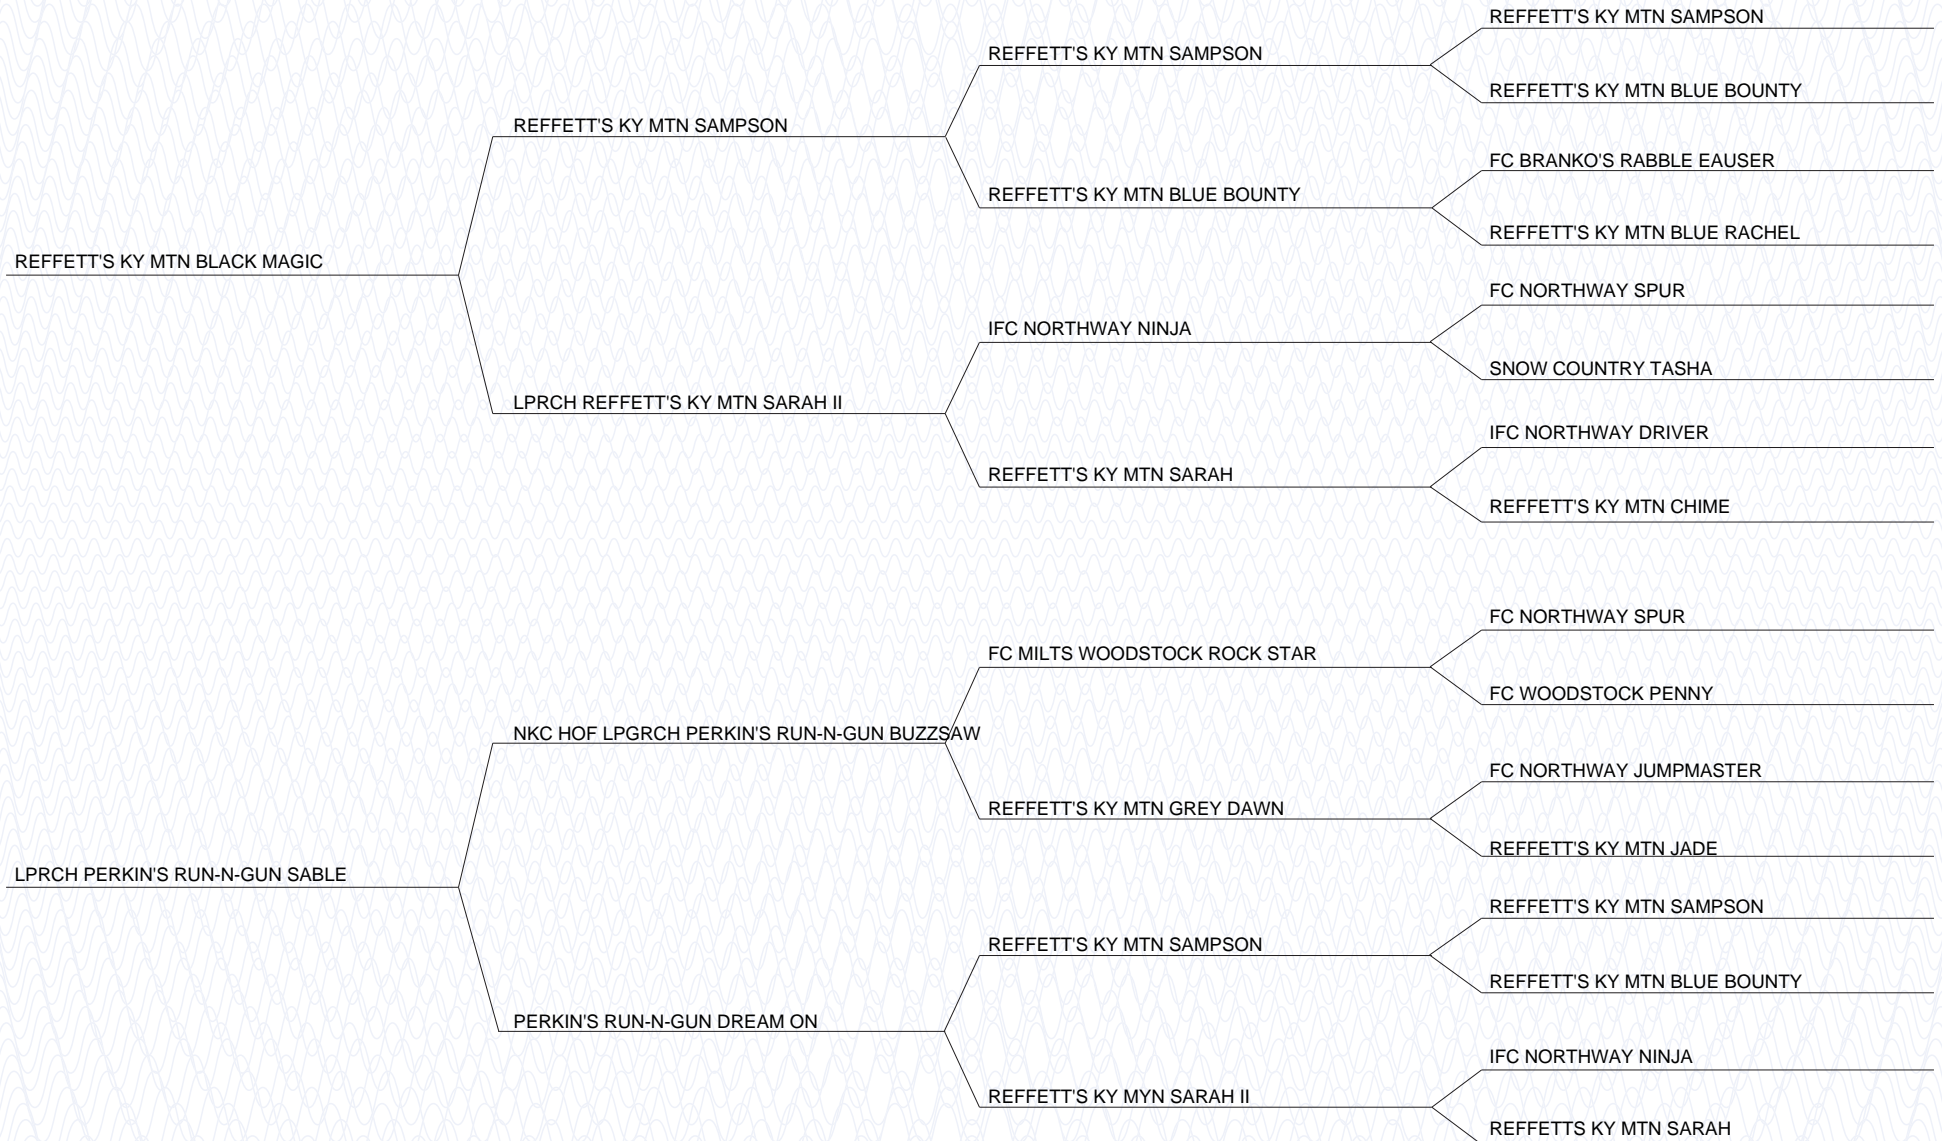 REFFETT'S KY MTN SAMPSON
REFFETT'S KY MTN SAMPSON
REFFETT'S KY MTN BLUE BOUNTY
REFFETT'S KY MTN SAMPSON
FC BRANKO'S RABBLE EAUSER
REFFETT'S KY MTN BLUE BOUNTY
REFFETT'S KY MTN BLUE RACHEL
REFFETT'S KY MTN BLACK MAGIC
FC NORTHWAY SPUR
IFC NORTHWAY NINJA
SNOW COUNTRY TASHA
LPRCH REFFETT'S KY MTN SARAH II
IFC NORTHWAY DRIVER
REFFETT'S KY MTN SARAH
REFFETT'S KY MTN CHIME
FC NORTHWAY SPUR
FC MILTS WOODSTOCK ROCK STAR
FC WOODSTOCK PENNY
NKC HOF LPGRCH PERKIN'S RUN-N-GUN BUZZSAW
FC NORTHWAY JUMPMASTER
REFFETT'S KY MTN GREY DAWN
REFFETT'S KY MTN JADE
LPRCH PERKIN'S RUN-N-GUN SABLE
REFFETT'S KY MTN SAMPSON
REFFETT'S KY MTN SAMPSON
REFFETT'S KY MTN BLUE BOUNTY
PERKIN'S RUN-N-GUN DREAM ON
IFC NORTHWAY NINJA
REFFETT'S KY MYN SARAH II
REFFETTS KY MTN SARAH